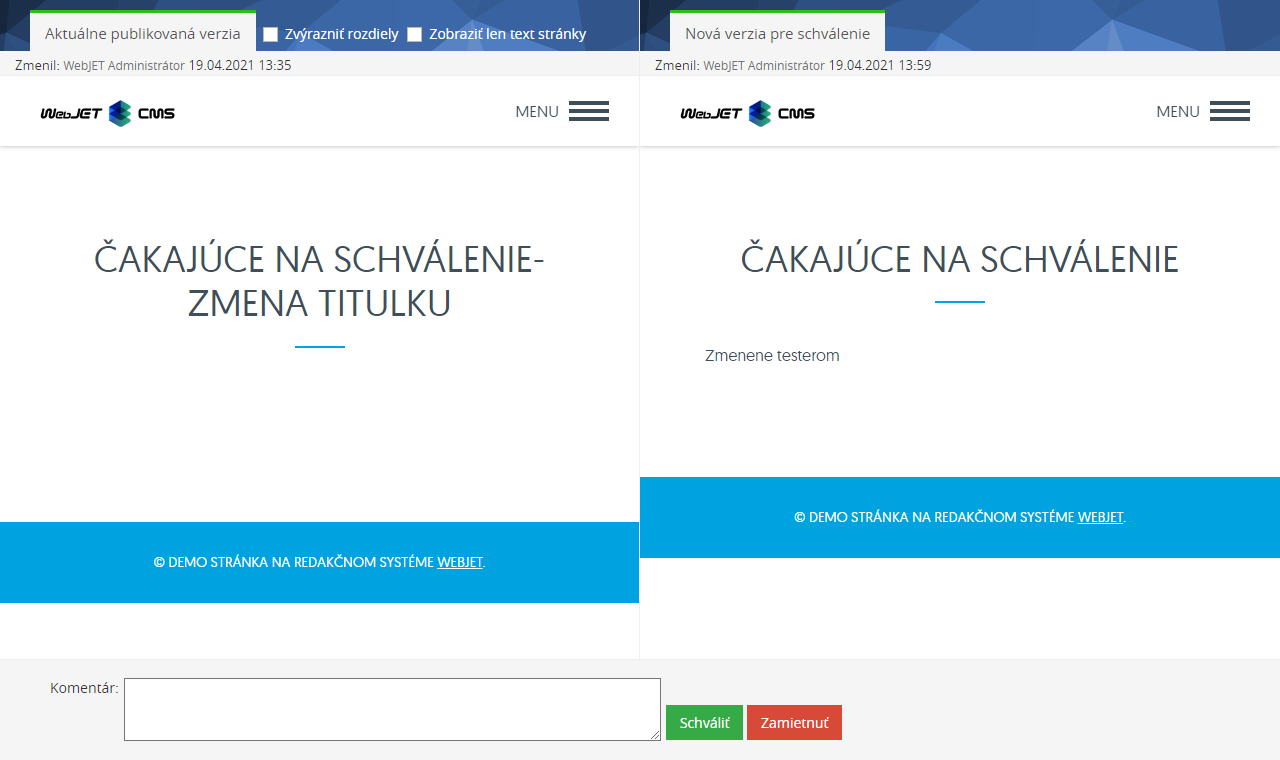 Aktuálne publikovaná verzia
Zvýrazniť rozdiely
Zobraziť len text stránky
Zmenil: WebJET Administrátor 19.04.2021 13:35
WebJET CMS
MENU
ČAKAJÚCE NA SCHVÁLENIE-
ZMENA TITULKU
© DEMO STRÁNKA NA REDAKČNOM SYSTÉME WEBJET.
Nová verzia pre schválenie
Zmenil: WebJET Administrátor 19.04.2021 13:59
WebJET CMS
MENU
ČAKAJÚCE NA SCHVÁLENIE
Zmenene testerom
© DEMO STRÁNKA NA REDAKČNOM SYSTÉME WEBJET.
Komentár:
Schváliť
Zamietnuť